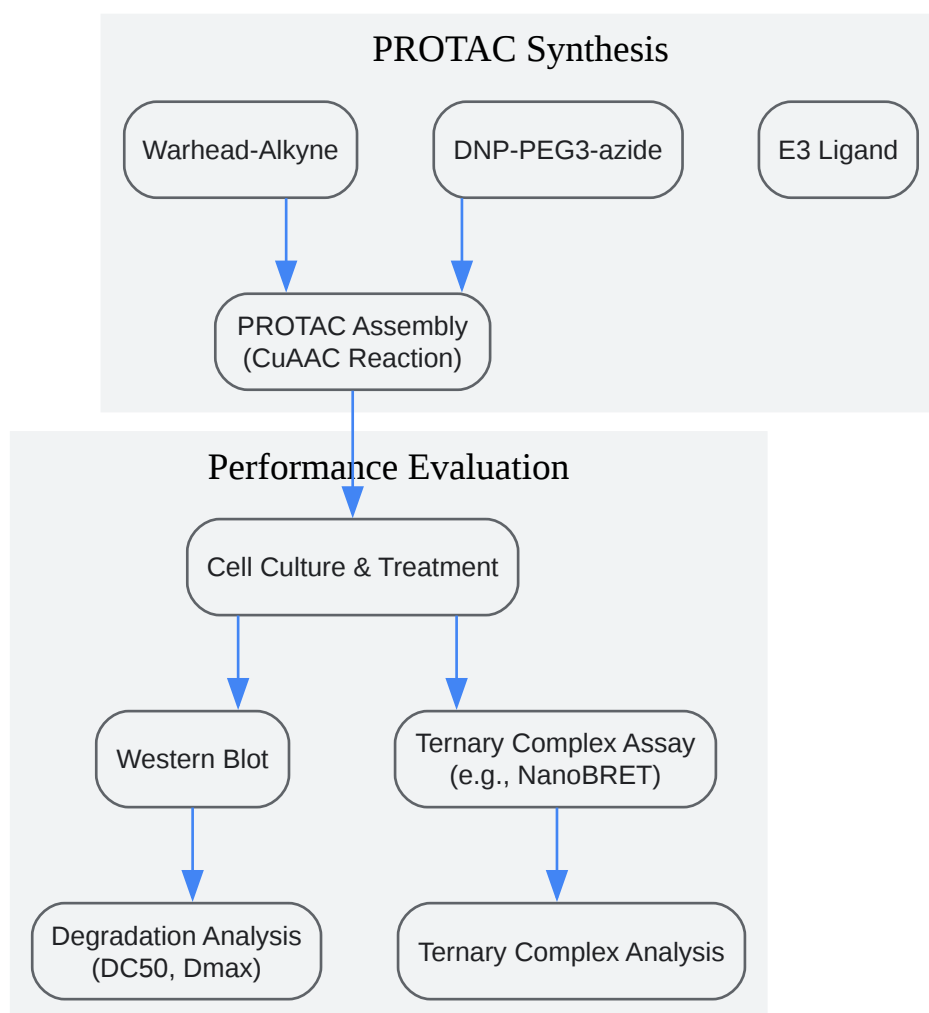 PROTAC Synthesis
Warhead-Alkyne
DNP-PEG3-azide
E3 Ligand
PROTAC Assembly
(CuAAC Reaction)
Performance Evaluation
Cell Culture & Treatment
Western Blot
Ternary Complex Assay
(e.g., NanoBRET)
Degradation Analysis
(DC50, Dmax)
Ternary Complex Analysis